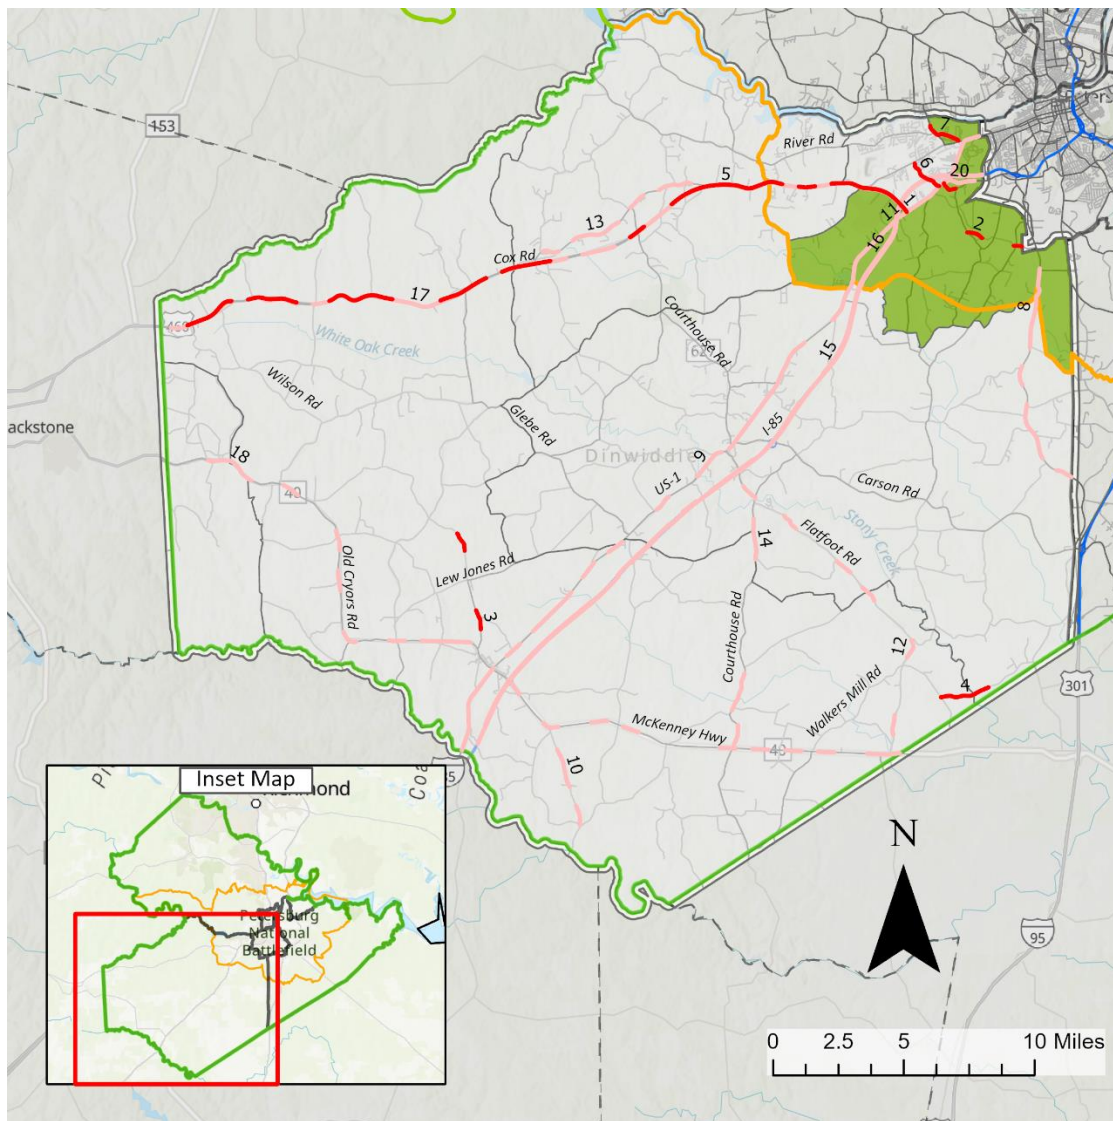 153
River Rd
7
6
20
5
1
11
2
13
16
Cox Rd
17
8
460
White Oak Creek
Courthouse Rd
15
Wilson Rd
ackstone
Glebe Rd
Dinwiddie
I-85
9
US-1
18
40
Carson Rd
Stony Creek
Flatfoot Rd
14
Old Cryors Rd
Lew Jones Rd
3
Courthouse Rd
12
4
301
Walkers Mill Rd
McKenney Hwy
10
Inset Map
Petersburg
National
Battlefield
N
95
0 2.5 5 10 Miles